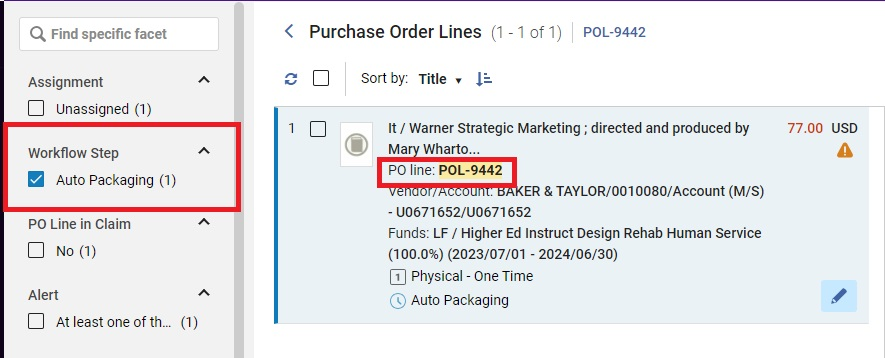 Find specific facet
Assignment
Unassigned (1)
Workflow Step
Auto Packaging (1)
PO Line in Claim
No (1)
Alert
At least one of th... (1)
Purchase Order Lines (1 - 1 of 1) POL-9442
Sort by: Title
1 It / Warner Strategic Marketing ; directed and produced by 77.00 USD
Mary Wharto...
PO line: POL-9442
Vendor/Account: BAKER & TAYLOR/0010080/Account (M/S)
- U0671652/U0671652
Funds: LF / Higher Ed Instruct Design Rehab Human Service
(100.0%) (2023/07/01 - 2024/06/30)
1 Physical - One Time
Auto Packaging